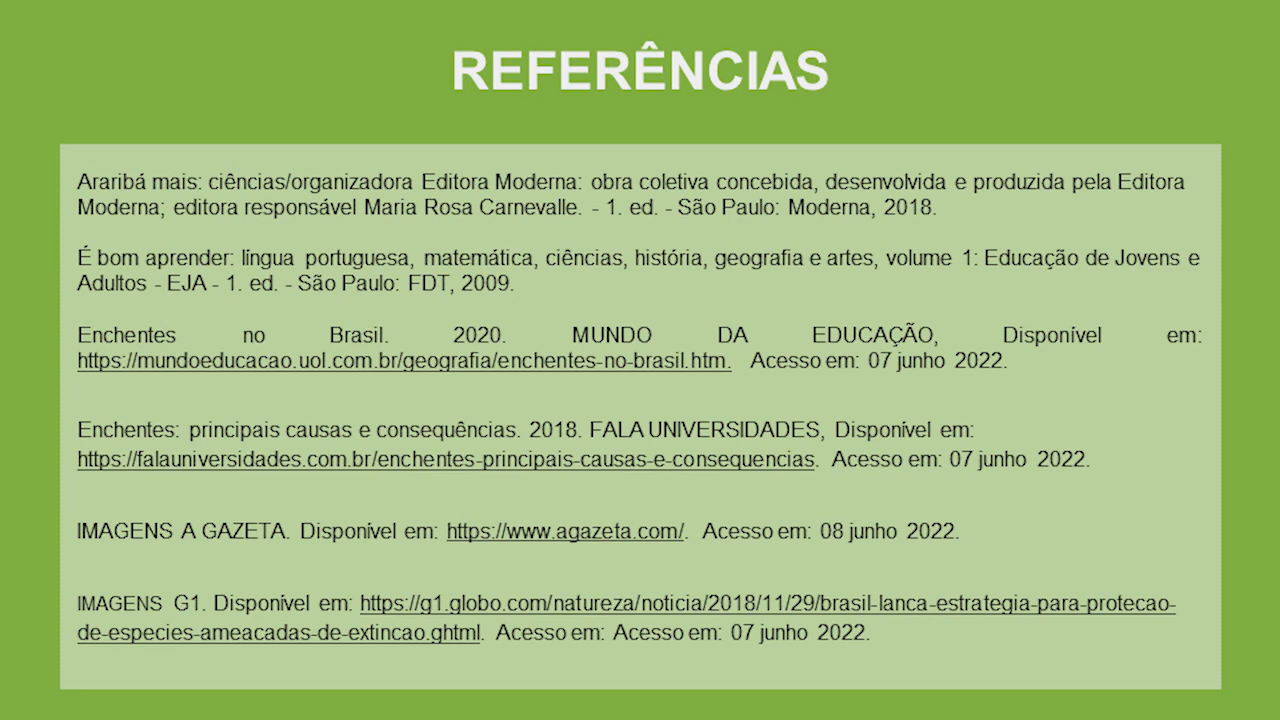 REFERÊNCIAS
Araribá mais: ciências/organizadora Editora Moderna: obra coletiva concebida, desenvolvida e produzida pela Editora
Moderna; editora responsável Maria Rosa Carnevalle. - 1. ed. - São Paulo: Moderna, 2018.
É bom aprender: língua portuguesa, matemática, ciências, história, geografia e artes, volume 1: Educação de Jovens e
Adultos - EJA - 1. ed. - São Paulo: FDT, 2009.
Enchentes no Brasil. 2020. MUNDO DA EDUCAÇÃO, Disponível em:
https://mundoeducacao.uol.com.br/geografia/enchentes-no-brasil.htm. Acesso em: 07 junho 2022.
Enchentes: principais causas e consequências. 2018. FALA UNIVERSIDADES, Disponível em:
https://falauniversidades.com.br/enchentes-principais-causas-e-consequencias. Acesso em: 07 junho 2022.
IMAGENS A GAZETA. Disponível em: https://www.agazeta.com/. Acesso em: 08 junho 2022.
IMAGENS G1. Disponível em: https://g1.globo.com/natureza/noticia/2018/11/29/brasil-lanca-estrategia-para-protecao-
de-especies-ameacadas-de-extincao.ghtml. Acesso em: Acesso em: 07 junho 2022.